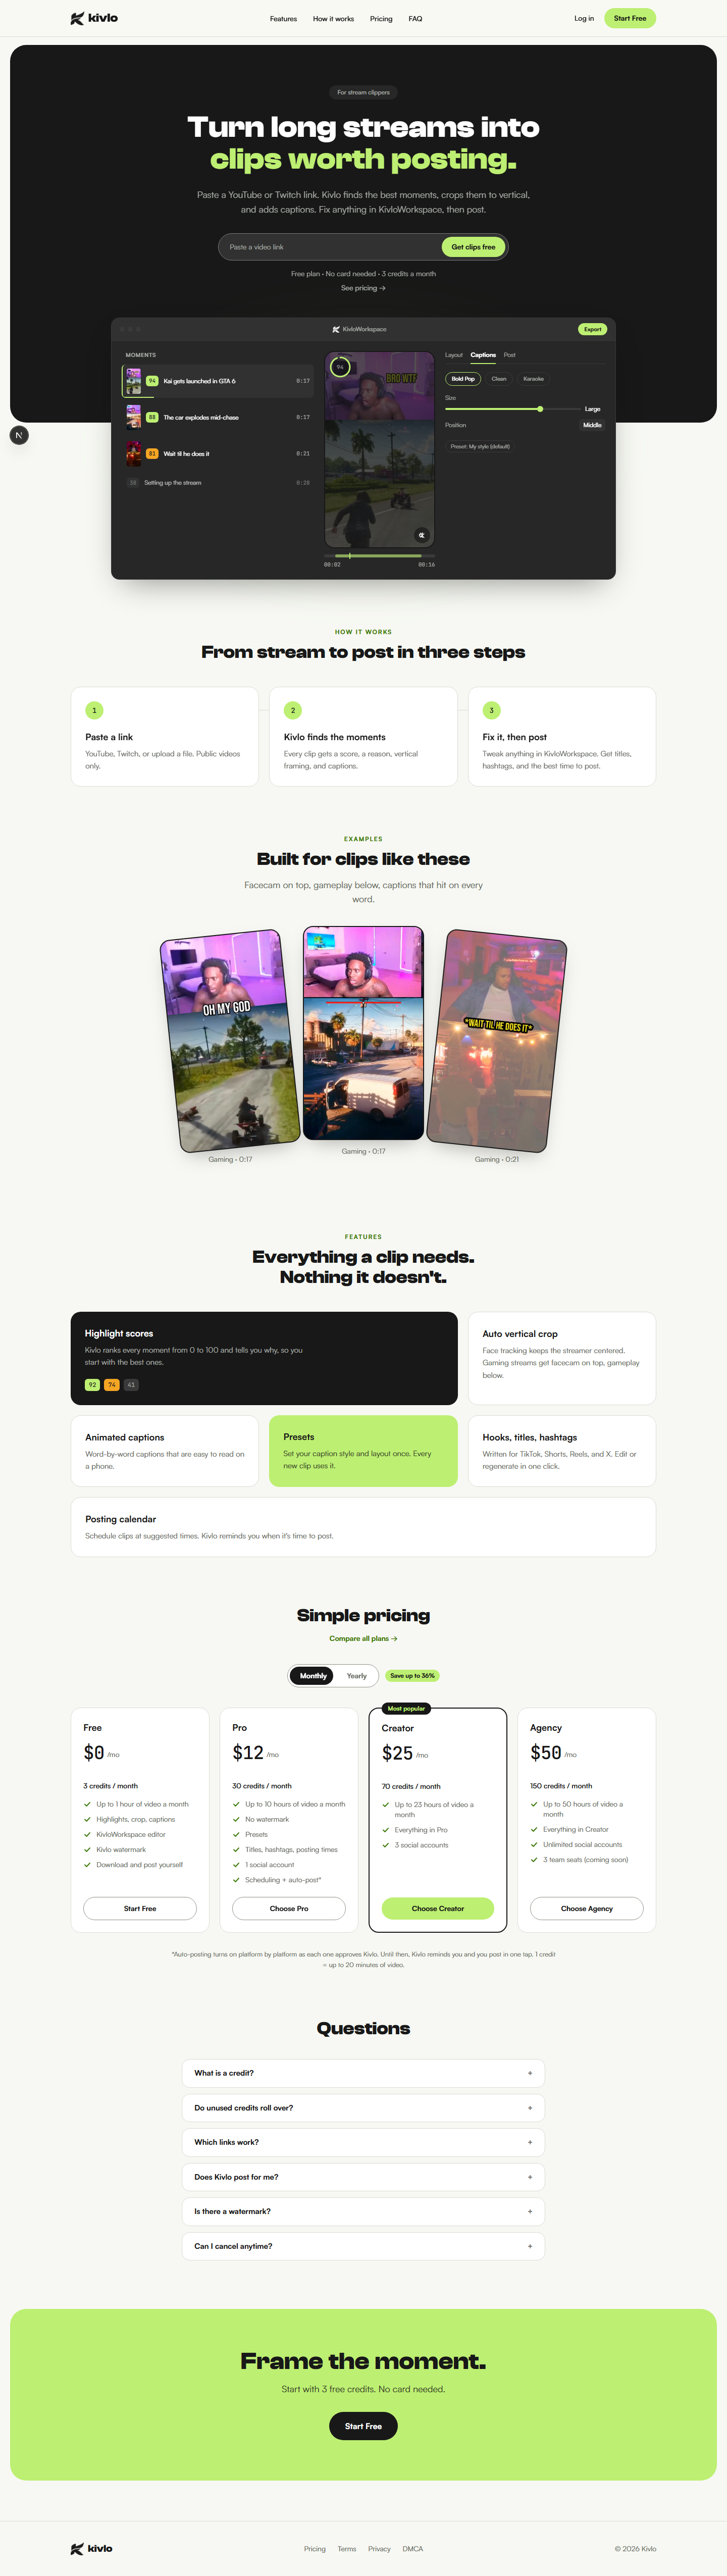 kivlo
Features How it works Pricing FAQ
Log in Start Free
For stream clippers
Turn long streams into
clips worth posting.
Paste a YouTube or Twitch link. Kivlo finds the best moments, crops them to vertical,
and adds captions. Fix anything in KivloWorkspace, then post.
Paste a video link Get clips free
Free plan · No card needed · 3 credits a month
See pricing →
KivloWorkspace Export
MOMENTS
94 Kai gets launched in GTA 6 0:17
88 The car explodes mid-chase 0:17
81 Wait til he does it 0:21
38 Setting up the stream 0:28
94
BRO WTF
00:02 00:16
Layout Captions Post
Bold Pop Clean Karaoke
Size
Large
Position Middle
Preset: My style (default)
N
HOW IT WORKS
From stream to post in three steps
1
Paste a link
YouTube, Twitch, or upload a file. Public videos
only.
2
Kivlo finds the moments
Every clip gets a score, a reason, vertical
framing, and captions.
3
Fix it, then post
Tweak anything in KivloWorkspace. Get titles,
hashtags, and the best time to post.
EXAMPLES
Built for clips like these
Facecam on top, gameplay below, captions that hit on every
word.
OH MY GOD
"WAIT TIL HE DOES IT"
Gaming · 0:17
Gaming · 0:17
Gaming · 0:21
FEATURES
Everything a clip needs.
Nothing it doesn't.
Highlight scores
Kivlo ranks every moment from 0 to 100 and tells you why, so you
start with the best ones.
92 74 41
Auto vertical crop
Face tracking keeps the streamer centered.
Gaming streams get facecam on top, gameplay
below.
Animated captions
Word-by-word captions that are easy to read on
a phone.
Presets
Set your caption style and layout once. Every
new clip uses it.
Hooks, titles, hashtags
Written for TikTok, Shorts, Reels, and X. Edit or
regenerate in one click.
Posting calendar
Schedule clips at suggested times. Kivlo reminds you when it's time to post.
Simple pricing
Compare all plans →
Monthly Yearly Save up to 36%
Free
$0 /mo
3 credits / month
Up to 1 hour of video a month
Highlights, crop, captions
KivloWorkspace editor
Kivlo watermark
Download and post yourself
Start Free
Pro
$12 /mo
30 credits / month
Up to 10 hours of video a month
No watermark
Presets
Titles, hashtags, posting times
1 social account
Scheduling + auto-post*
Choose Pro
Most popular
Creator
$25 /mo
70 credits / month
Up to 23 hours of video a
month
Everything in Pro
3 social accounts
Choose Creator
Agency
$50 /mo
150 credits / month
Up to 50 hours of video a
month
Everything in Creator
Unlimited social accounts
3 team seats (coming soon)
Choose Agency
*Auto-posting turns on platform by platform as each one approves Kivlo. Until then, Kivlo reminds you and you post in one tap. 1 credit
= up to 20 minutes of video.
Questions
What is a credit? +
Do unused credits roll over? +
Which links work? +
Does Kivlo post for me? +
Is there a watermark? +
Can I cancel anytime? +
Frame the moment.
Start with 3 free credits. No card needed.
Start Free
kivlo
Pricing Terms Privacy DMCA
© 2026 Kivlo